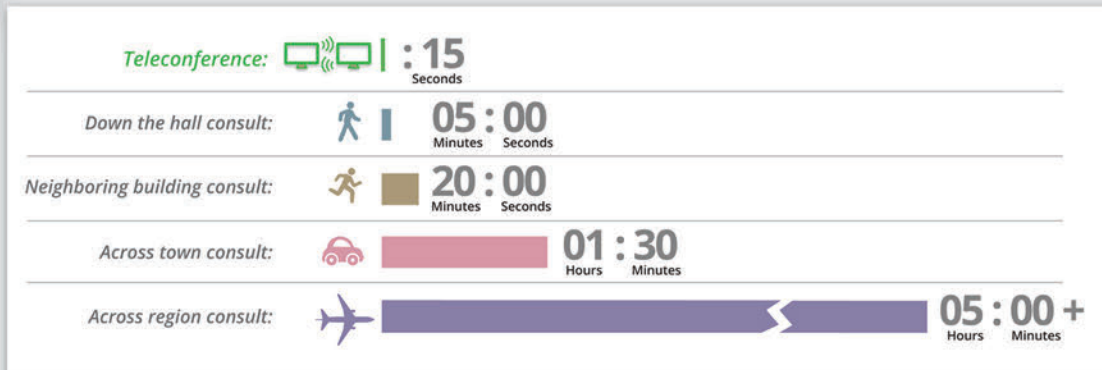 Teleconference: : 15
Seconds
Down the hall consult: 05 : 00
Minutes Seconds
Neighboring building consult: 20 : 00
Minutes Seconds
Across town consult: 01 : 30
Hours Minutes
Across region consult: 05 : 00 +
Hours Minutes